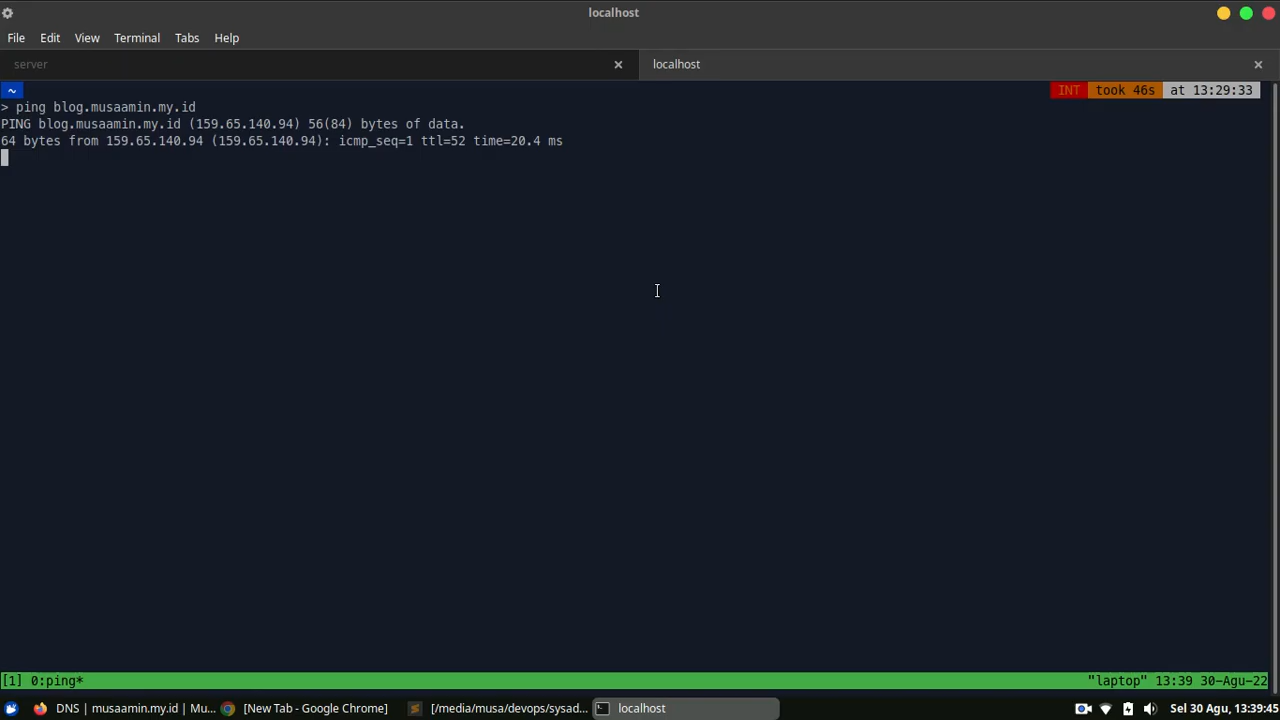 localhost
File Edit View Terminal Tabs Help
server
localhost
~ INT took 46s at 13:29:33
> ping blog.musaamin.my.id
PING blog.musaamin.my.id (159.65.140.94) 56(84) bytes of data.
64 bytes from 159.65.140.94 (159.65.140.94): icmp_seq=1 ttl=52 time=20.4 ms
[1] 0:ping* "laptop" 13:39 30-Agu-22
DNS | musaamin.my.id | Mu... [New Tab - Google Chrome] [/media/musa/devops/sysad... localhost Sel 30 Agu, 13:39:45